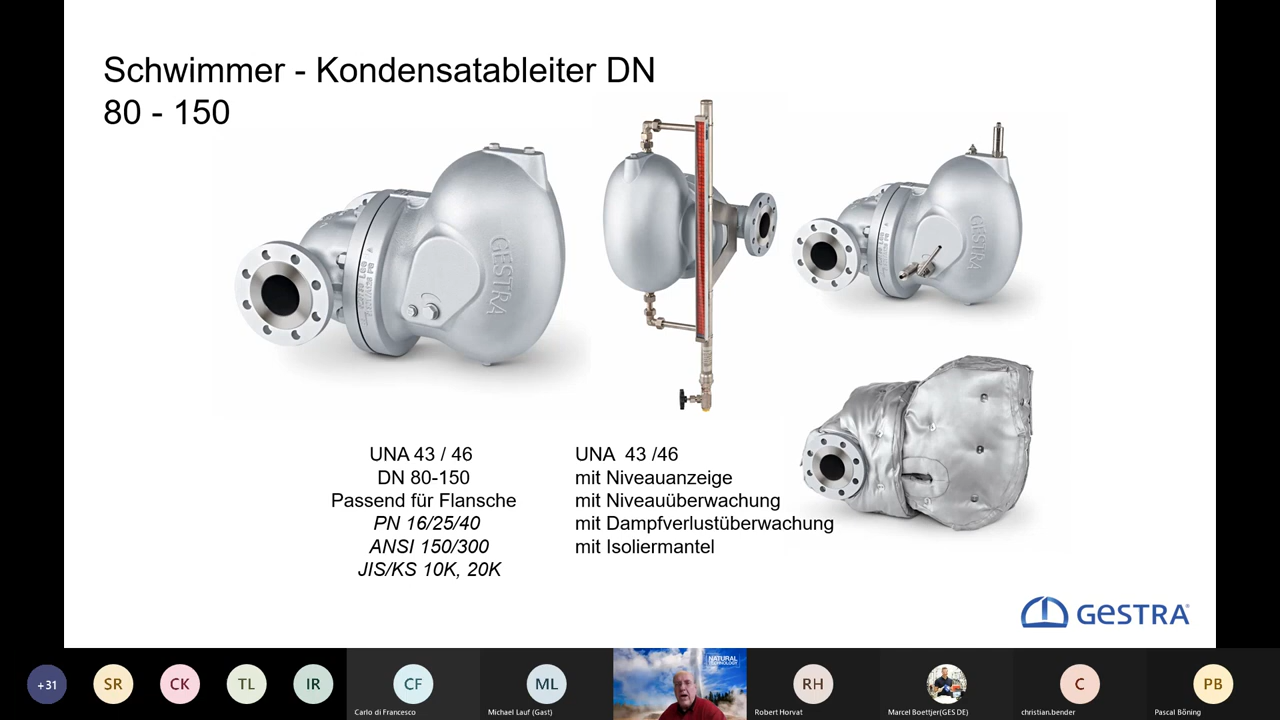 Schwimmer - Kondensatableiter DN
80 - 150
GESTRA
GESTRA
UNA 43 / 46
DN 80-150
Passend für Flansche
PN 16/25/40
ANSI 150/300
JIS/KS 10K, 20K
UNA 43 /46
mit Niveauanzeige
mit Niveauüberwachung
mit Dampfverlustüberwachung
mit Isoliermantel
GESTRA
+31
SR
CK
TL
IR
CF
Carlo di Francesco
ML
Michael Lauf (Gast)
NATURAL
TECHNOLOGY
RH
Robert Horvat
Marcel Boettjer(GES DE)
C
christian.bender
PB
Pascal Böning